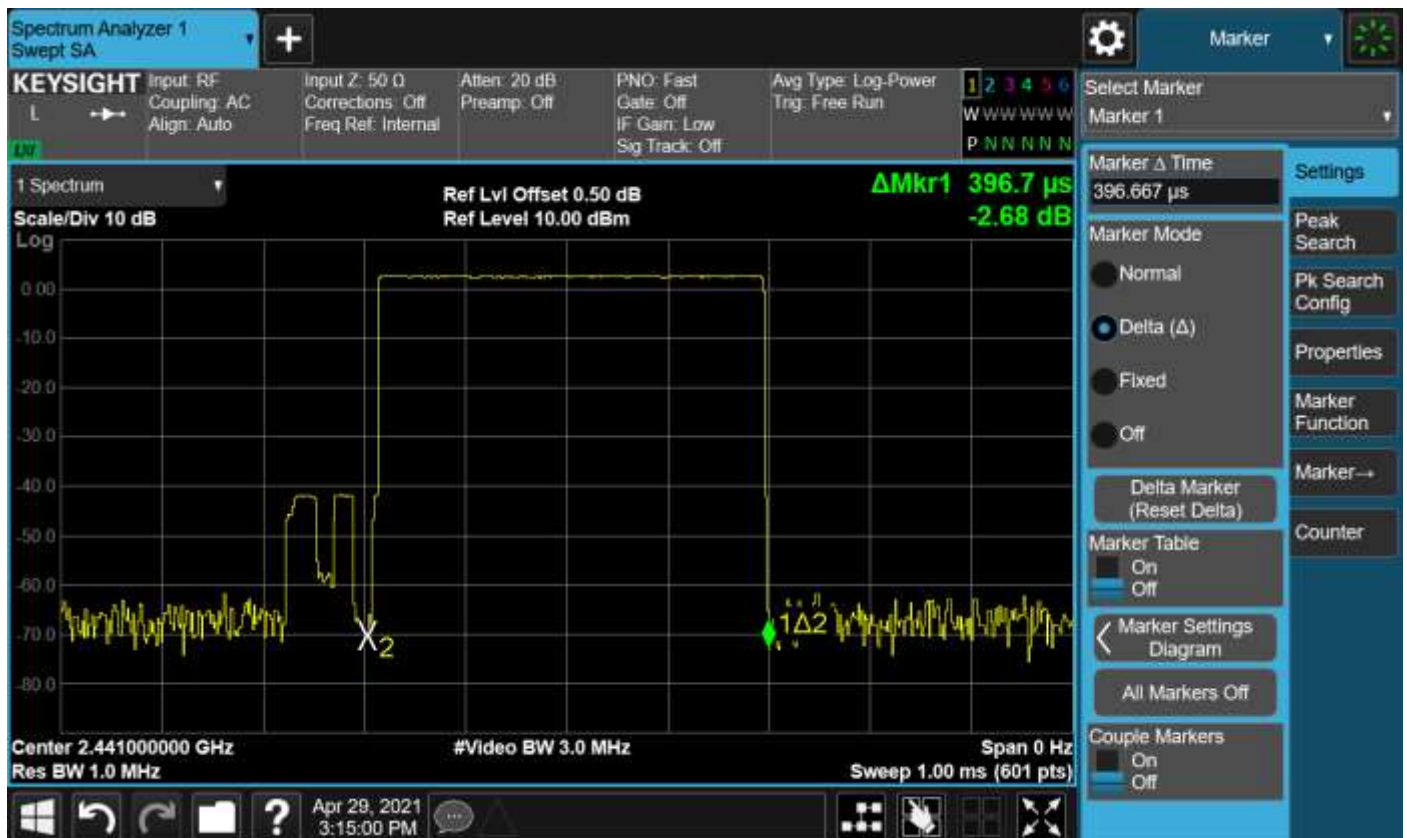 Spectrum Analyzer 1
Swept SA
+
Marker
KEYSIGHT
L
LXI
Input: RF
Coupling: AC
Align: Auto
Input Z: 50 Ω
Corrections: Off
Freq Ref: Internal
Atten: 20 dB
Preamp: Off
PNO: Fast
Gate: Off
IF Gain: Low
Sig Track: Off
Avg Type: Log-Power
Trig: Free Run
1 2 3 4 5 6
W W W W W W
P N N N N N
Select Marker
Marker 1
1 Spectrum
Scale/Div 10 dB
Log
Ref Lvl Offset 0.50 dB
Ref Level 10.00 dBm
ΔMkr1 396.7 µs
-2.68 dB
0.00
-10.0
-20.0
-30.0
-40.0
-50.0
-60.0
-70.0
-80.0
X2
1Δ2
Center 2.441000000 GHz
Res BW 1.0 MHz
#Video BW 3.0 MHz
Span 0 Hz
Sweep 1.00 ms (601 pts)
Marker Δ Time
396.667 µs
Marker Mode
Normal
Delta (Δ)
Fixed
Off
Delta Marker
(Reset Delta)
Marker Table
On
Off
Marker Settings
Diagram
All Markers Off
Couple Markers
On
Off
Settings
Peak
Search
Pk Search
Config
Properties
Marker
Function
Marker→
Counter
?
Apr 29, 2021
3:15:00 PM